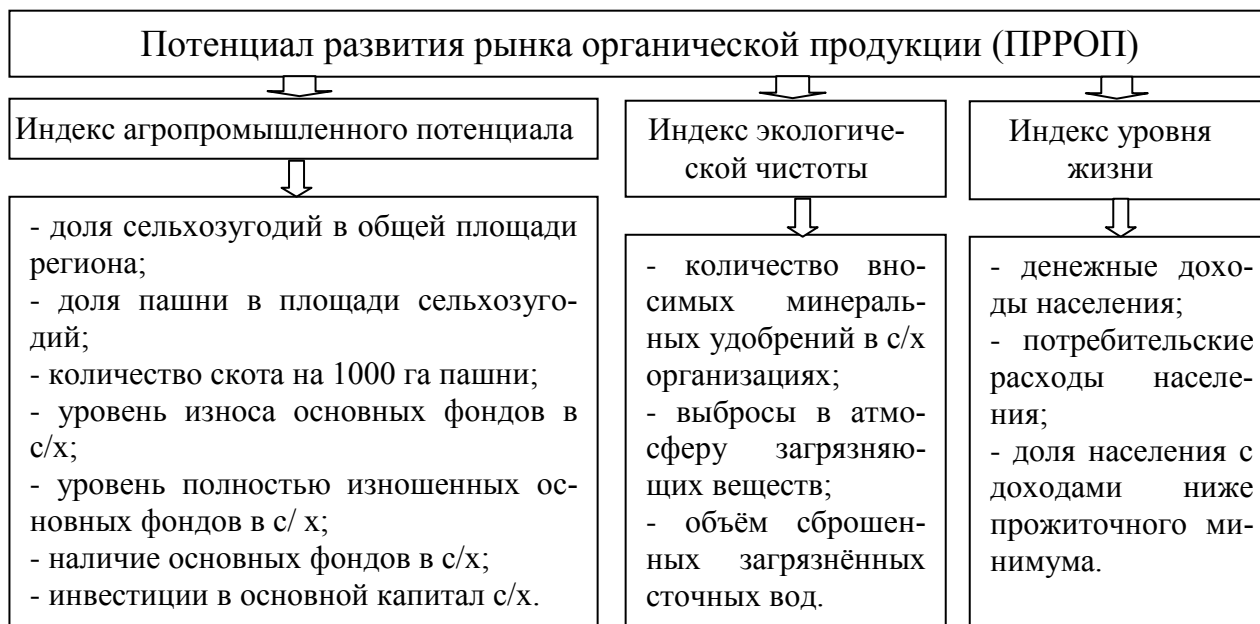 Потенциал развития рынка органической продукции (ПРРОП)
Индекс агропромышленного потенциала
- доля сельхозугодий в общей площади
региона;
- доля пашни в площади сельхозуго-
дий;
- количество скота на 1000 га пашни;
- уровень износа основных фондов в
с/х;
- уровень полностью изношенных ос-
новных фондов в с/ х;
- наличие основных фондов в с/х;
- инвестиции в основной капитал с/х.
Индекс экологиче-
ской чистоты
- количество вно-
симых минераль-
ных удобрений в с/х
организациях;
- выбросы в атмо-
сферу загрязняю-
щих веществ;
- объём сброшен-
ных загрязнённых
сточных вод.
Индекс уровня
жизни
- денежные дохо-
ды населения;
- потребительские
расходы населе-
ния;
- доля населения с
доходами ниже
прожиточного ми-
нимума.